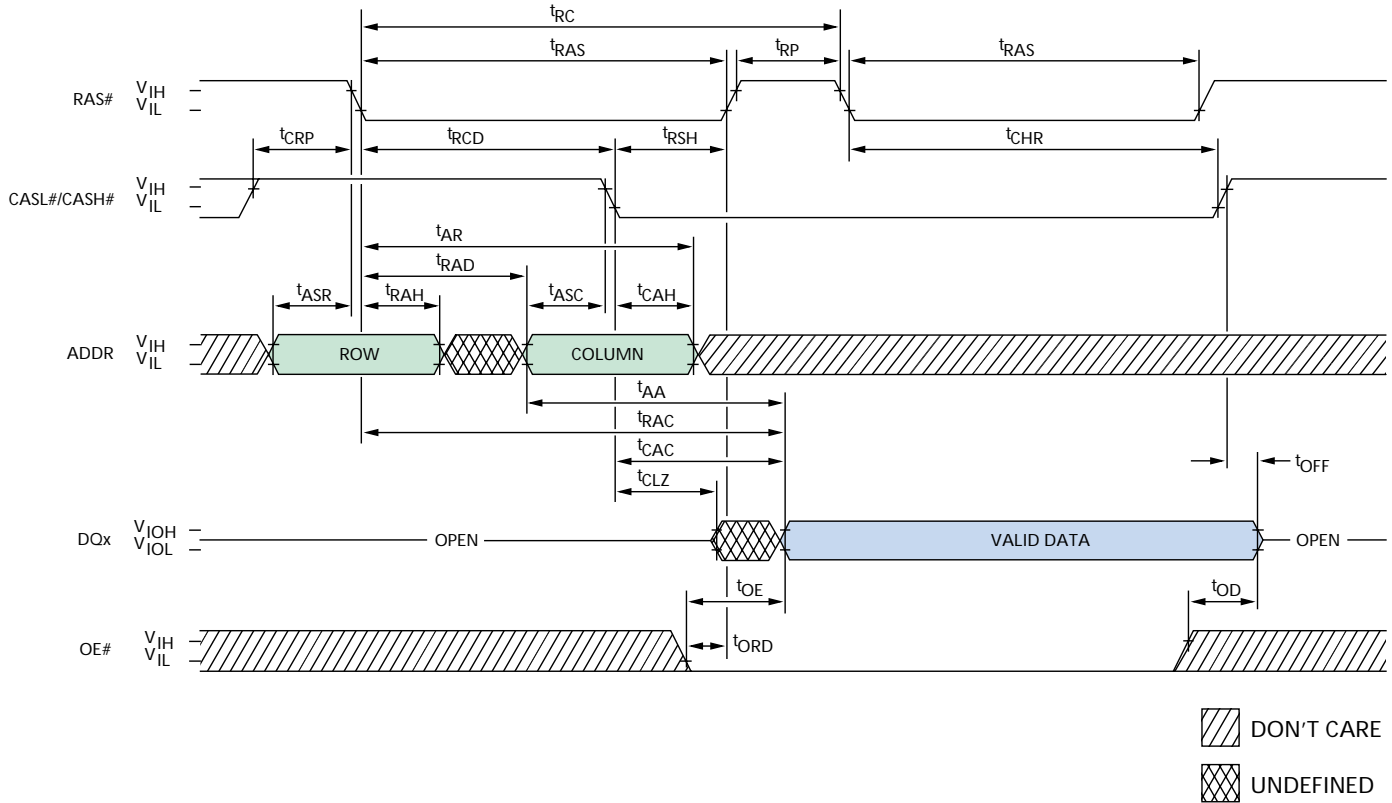 tRC
tRAS tRP tRAS
RAS# VIH
VIL
tCRP tRCD tRSH tCHR
CASL#/CASH# VIH
VIL
tAR
tRAD
tASR tRAH tASC tCAH
ADDR VIH
VIL
ROW COLUMN
tAA
tRAC
tCAC
tCLZ tOFF
DQx VIOH
VIOL
OPEN VALID DATA OPEN
tOE tOD
OE# VIH
VIL
tORD
DON'T CARE
UNDEFINED